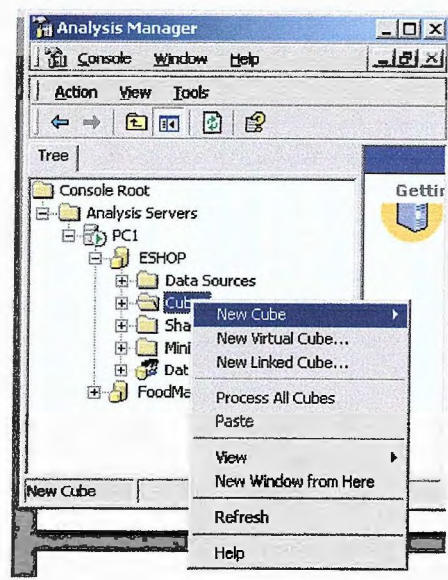 Analysis Manager
Console Window Help
Action View Tools
Tree
Console Root
Gettir
Analysis Servers
PC1
ESHOP
Data Sources
Cub
New Cube
Sha
New Virtual Cube...
Mini
New Linked Cube...
Dat
FoodMa
Process All Cubes
Paste
View
New Window from Here
New Cube
Refresh
Help